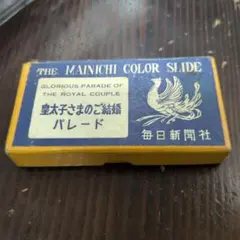 THE MAINICHI COLOR SLIDE
GLORIOUS PARADE OF
THE ROYAL COUPLE
皇太子さまのご結婚
パレード
毎日新聞社